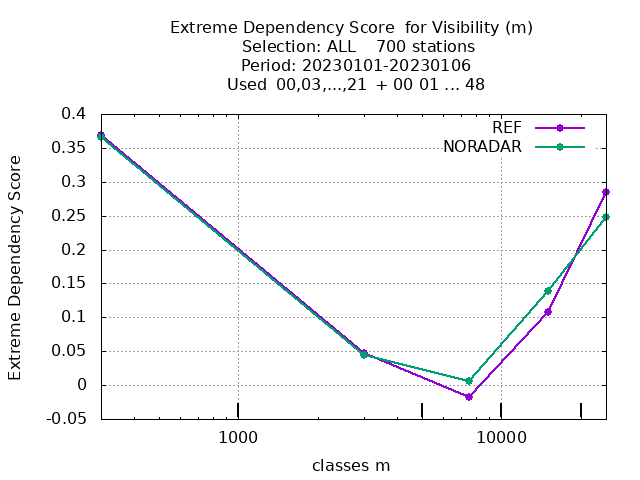 Extreme Dependency Score  for Visibility (m)
Selection: ALL    700 stations
Period: 20230101-20230106
Used  00,03,...,21  + 00 01 ... 48
0.4
0.35
0.3
0.25
0.2
0.15
0.1
0.05
0
-0.05
Extreme Dependency Score
REF
NORADAR
1000
10000
classes m